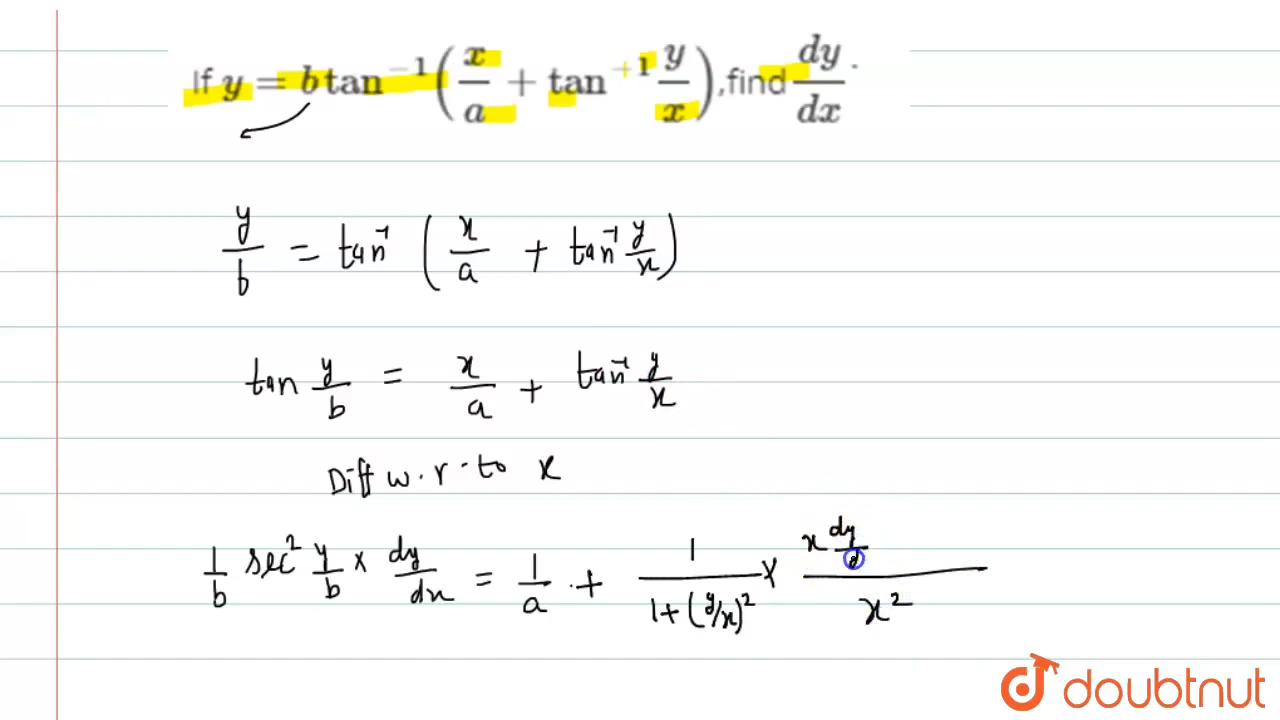 If y = b tan⁻¹(x/a + tan⁺¹ y/x), find dy/dx.
y/b = tan⁻¹ (x/a + tan⁻¹ y/x)
tan y/b = x/a + tan⁻¹ y/x
Diff w.r.to x
1/b sec² y/b × dy/dx = 1/a + 1/(1+(y/x)²) × (x dy/d)/x²
doubtnut